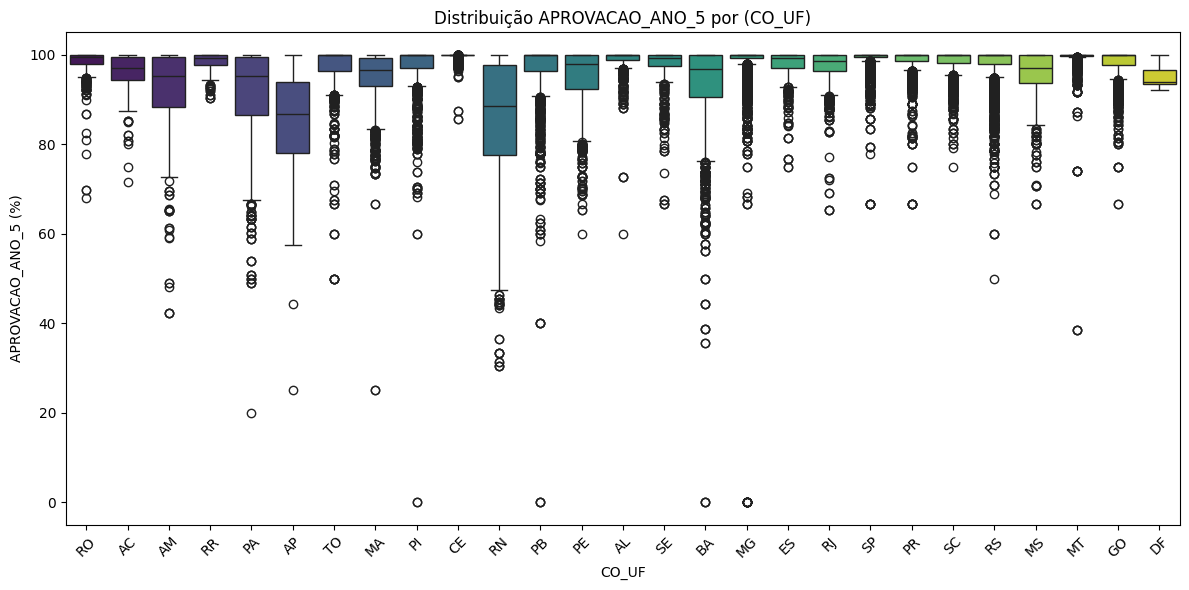 Distribuição APROVACAO_ANO_5 por (CO_UF)
APROVACAO_ANO_5 (%)
100
80
60
40
20
0
RO AC AM RR PA AP TO MA PI CE RN PB PE AL SE BA MG ES RJ SP PR SC RS MS MT GO DF
CO_UF